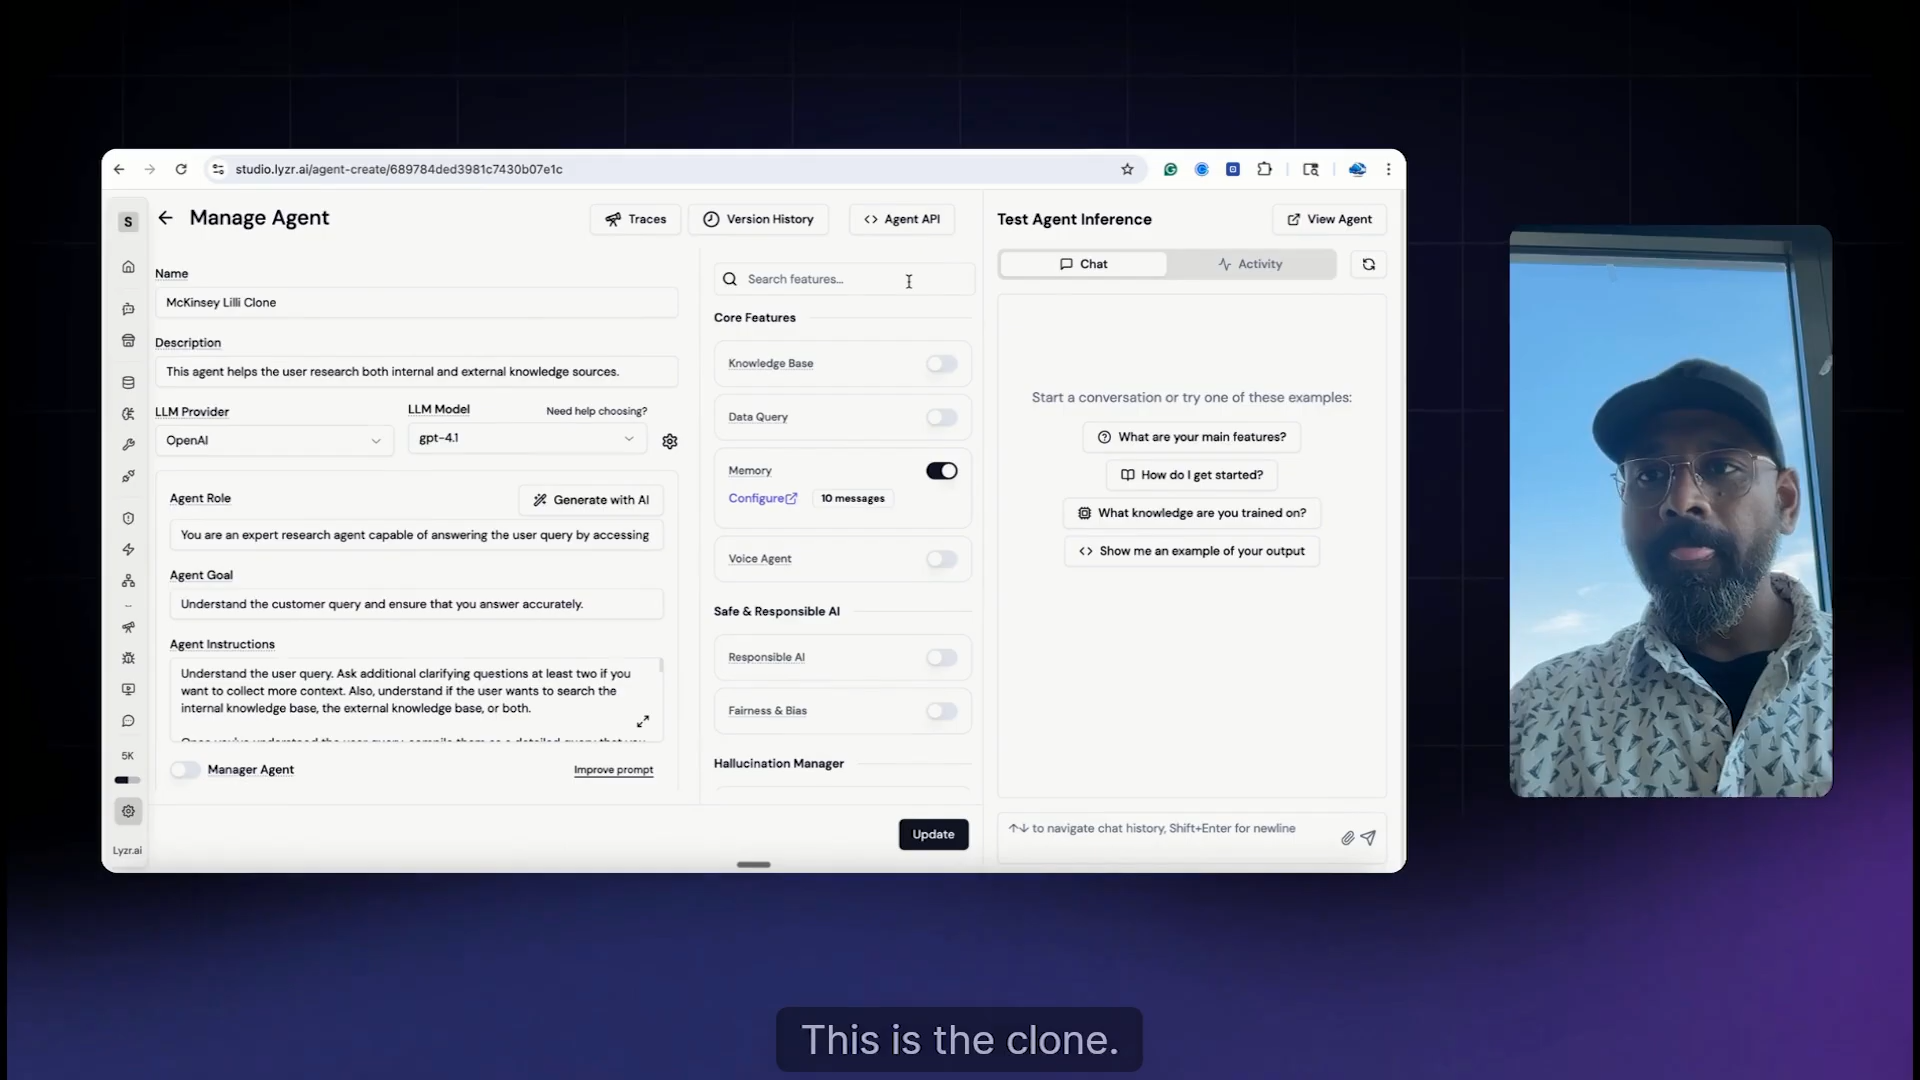 studio.lyzr.ai/agent-create/689784ded3981c7430b07e1c
S
Manage Agent
Traces
Version History
<> Agent API
Name
McKinsey Lilli Clone
Description
This agent helps the user research both internal and external knowledge sources.
LLM Provider
LLM Model
Need help choosing?
OpenAI
gpt-4.1
Agent Role
Generate with AI
You are an expert research agent capable of answering the user query by accessing
Agent Goal
Understand the customer query and ensure that you answer accurately.
Agent Instructions
Understand the user query. Ask additional clarifying questions at least two if you
want to collect more context. Also, understand if the user wants to search the
internal knowledge base, the external knowledge base, or both.
Manager Agent
Improve prompt
5K
Lyzr.ai
Search features...
Core Features
Knowledge Base
Data Query
Memory
Configure
10 messages
Voice Agent
Safe & Responsible AI
Responsible AI
Fairness & Bias
Hallucination Manager
Update
Test Agent Inference
View Agent
Chat
Activity
Start a conversation or try one of these examples:
What are your main features?
How do I get started?
What knowledge are you trained on?
<> Show me an example of your output
↑↓ to navigate chat history, Shift+Enter for newline
This is the clone.